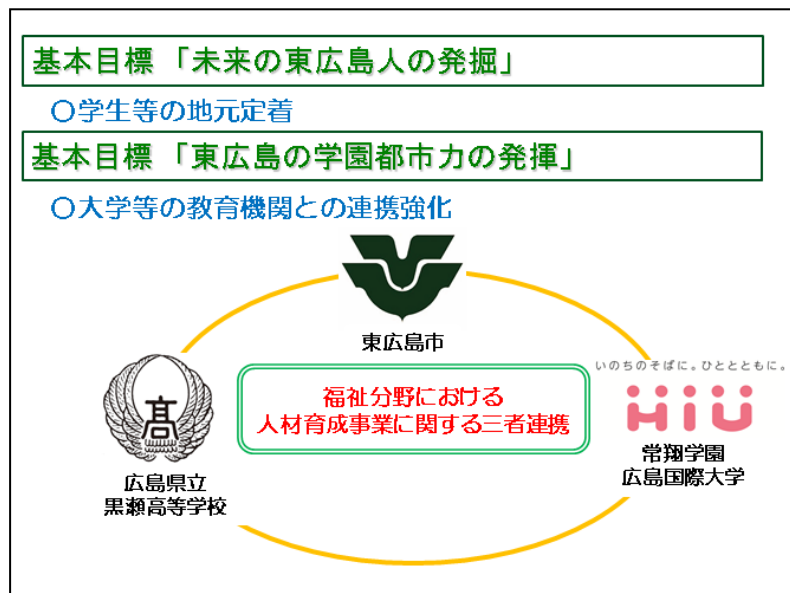 基本目標 「未来の東広島人の発掘」
〇学生等の地元定着
基本目標 「東広島の学園都市力の発揮」
〇大学等の教育機関との連携強化
東広島市
いのちのそばに。ひととともに。
HIU
高
福祉分野における
人材育成事業に関する三者連携
広島県立
黒瀬高等学校
常翔学園
広島国際大学